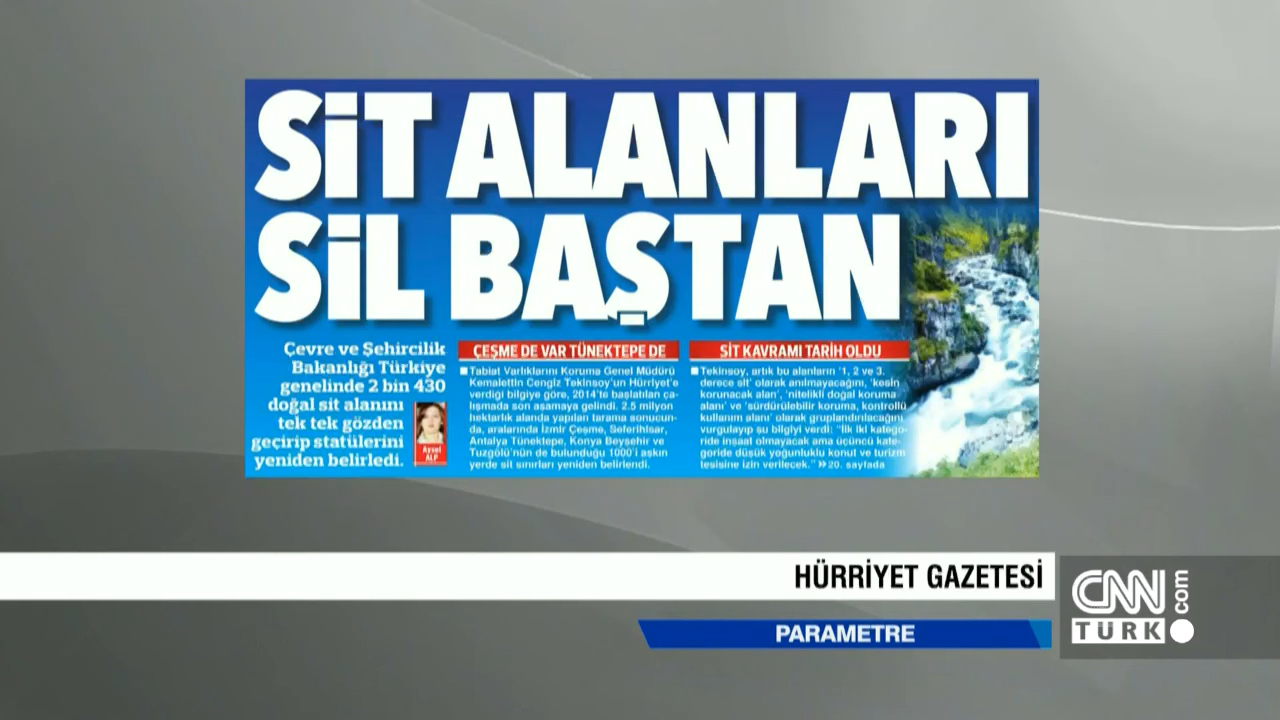 SİT ALANLARI
SİL BAŞTAN
Çevre ve Şehircilik
Bakanlığı Türkiye
genelinde 2 bin 430
doğal sit alanını
tek tek gözden
geçirip statülerini
yeniden belirledi.
Aysel
ALP
ÇEŞME DE VAR TÜNEKTEPE DE
Tabiat Varlıklarını Koruma Genel Müdürü
Kemalettin Cengiz Tekinsoy'un Hürriyet'e
verdiği bilgiye göre, 2014'te başlatılan ça-
lışmada son aşamaya gelindi. 2.5 milyon
hektarlık alanda yapılan tarama sonucun-
da, aralarında İzmir Çeşme, Seferihisar,
Antalya Tünektepe, Konya Beyşehir ve
Tuzgölü'nün de bulunduğu 1000'i aşkın
yerde sit sınırları yeniden belirlendi.
SİT KAVRAMI TARİH OLDU
Tekinsoy, artık bu alanların '1, 2 ve 3.
derece sit' olarak anılmayacağını, 'kesin
korunacak alan', 'nitelikli doğal koruma
alanı' ve 'sürdürülebilir koruma, kontrollü
kullanım alanı' olarak gruplandırılacağını
vurgulayıp şu bilgiyi verdi: "İlk iki katego-
ride inşaat olmayacak ama üçüncü kate-
goride düşük yoğunluklu konut ve turizm
tesisine izin verilecek." »20. sayfada
HÜRRİYET GAZETESİ
PARAMETRE
CNN
TÜRK
.com